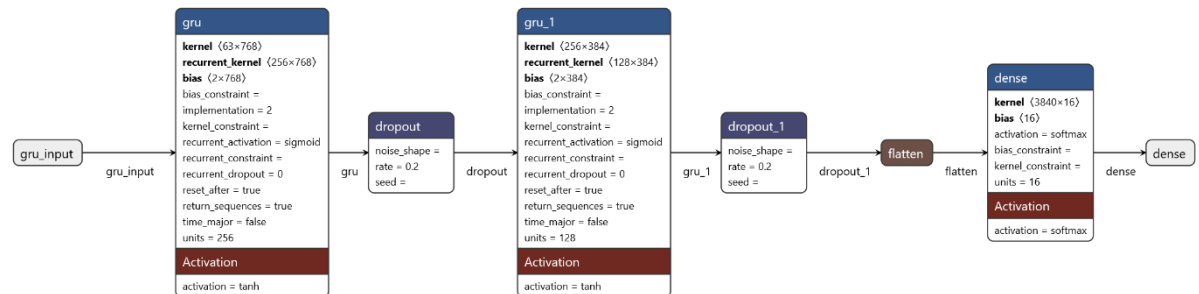 gru_input
gru_input
gru
kernel ⟨63×768⟩
recurrent_kernel ⟨256×768⟩
bias ⟨2×768⟩
bias_constraint =
implementation = 2
kernel_constraint =
recurrent_activation = sigmoid
recurrent_constraint =
recurrent_dropout = 0
reset_after = true
return_sequences = true
time_major = false
units = 256
Activation
activation = tanh
gru
dropout
noise_shape =
rate = 0.2
seed =
dropout
gru_1
kernel ⟨256×384⟩
recurrent_kernel ⟨128×384⟩
bias ⟨2×384⟩
bias_constraint =
implementation = 2
kernel_constraint =
recurrent_activation = sigmoid
recurrent_constraint =
recurrent_dropout = 0
reset_after = true
return_sequences = true
time_major = false
units = 128
Activation
activation = tanh
gru_1
dropout_1
noise_shape =
rate = 0.2
seed =
dropout_1
flatten
flatten
dense
kernel ⟨3840×16⟩
bias ⟨16⟩
activation = softmax
bias_constraint =
kernel_constraint =
units = 16
Activation
activation = softmax
dense
dense